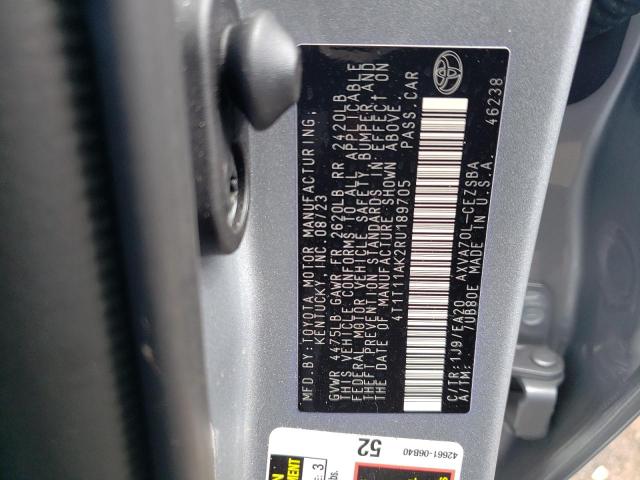 MFD.BY:TOYOTA MOTOR MANUFACTURING,
KENTUCKY, INC 08/23
GVWR 4475LB GAWR FR 2620LB RR 2420LB
THIS VEHICLE CONFORMS TO ALL APPLICABLE
FEDERAL MOTOR VEHICLE SAFETY, BUMPER, AND
THEFT PREVENTION STANDARDS IN EFFECT ON
THE DATE OF MANUFACTURE SHOWN ABOVE.
4T1T11AK2RU189705 PASS.CAR
C/TR:1J9/EA20 AXVA70L-CEZSBA
A/TM: 7UB80E MADE IN U.S.A. 46238
52
42661-06B40
3